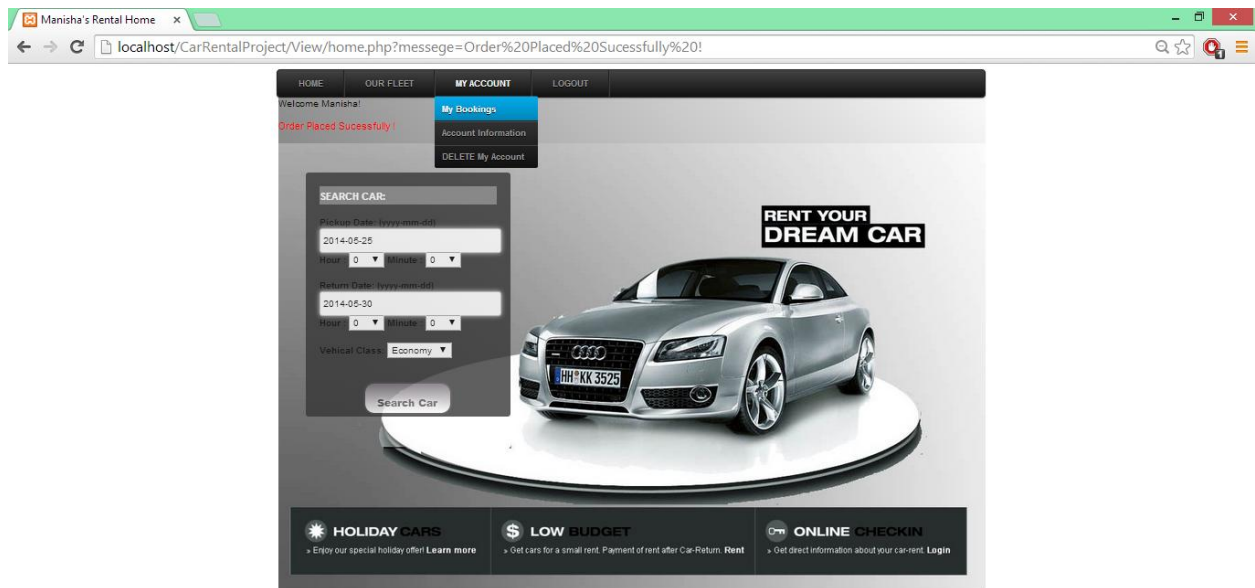 Manisha's Rental Home
localhost/CarRentalProject/View/home.php?messege=Order%20Placed%20Sucessfully%20!
HOME OUR FLEET MY ACCOUNT LOGOUT
Welcome Manisha!
My Bookings
Order Placed Sucessfully !
Account Information
DELETE My Account
SEARCH CAR:
Pickup Date: (yyyy-mm-dd)
2014-05-25
Hour : 0 Minute : 0
Return Date: (yyyy-mm-dd)
2014-05-30
Hour : 0 Minute : 0
Vehical Class: Economy
Search Car
RENT YOUR
DREAM CAR
HH KK 3525
HOLIDAY CARS
» Enjoy our special holiday offer! Learn more
LOW BUDGET
» Get cars for a small rent. Payment of rent after Car-Return. Rent
ONLINE CHECKIN
» Get direct information about your car-rent. Login